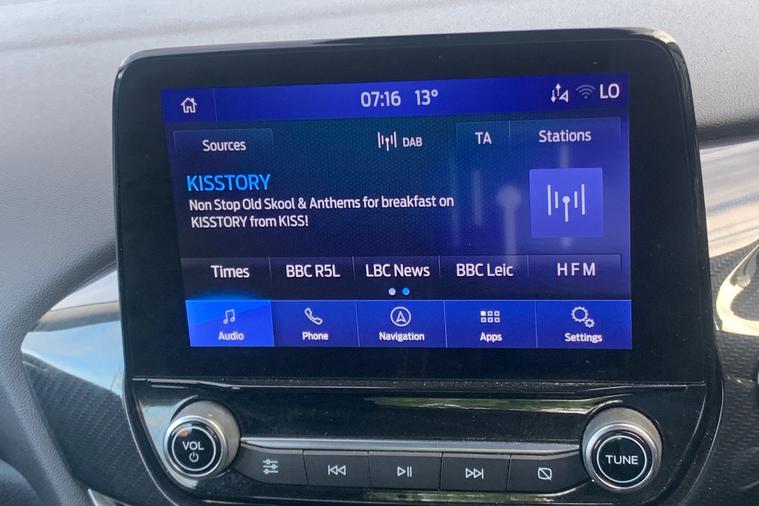 07:16 13° LO
Sources DAB TA Stations
KISSTORY
Non Stop Old Skool & Anthems for breakfast on
KISSTORY from KISS!
Times BBC R5L LBC News BBC Leic H F M
Audio Phone Navigation Apps Settings
VOL TUNE